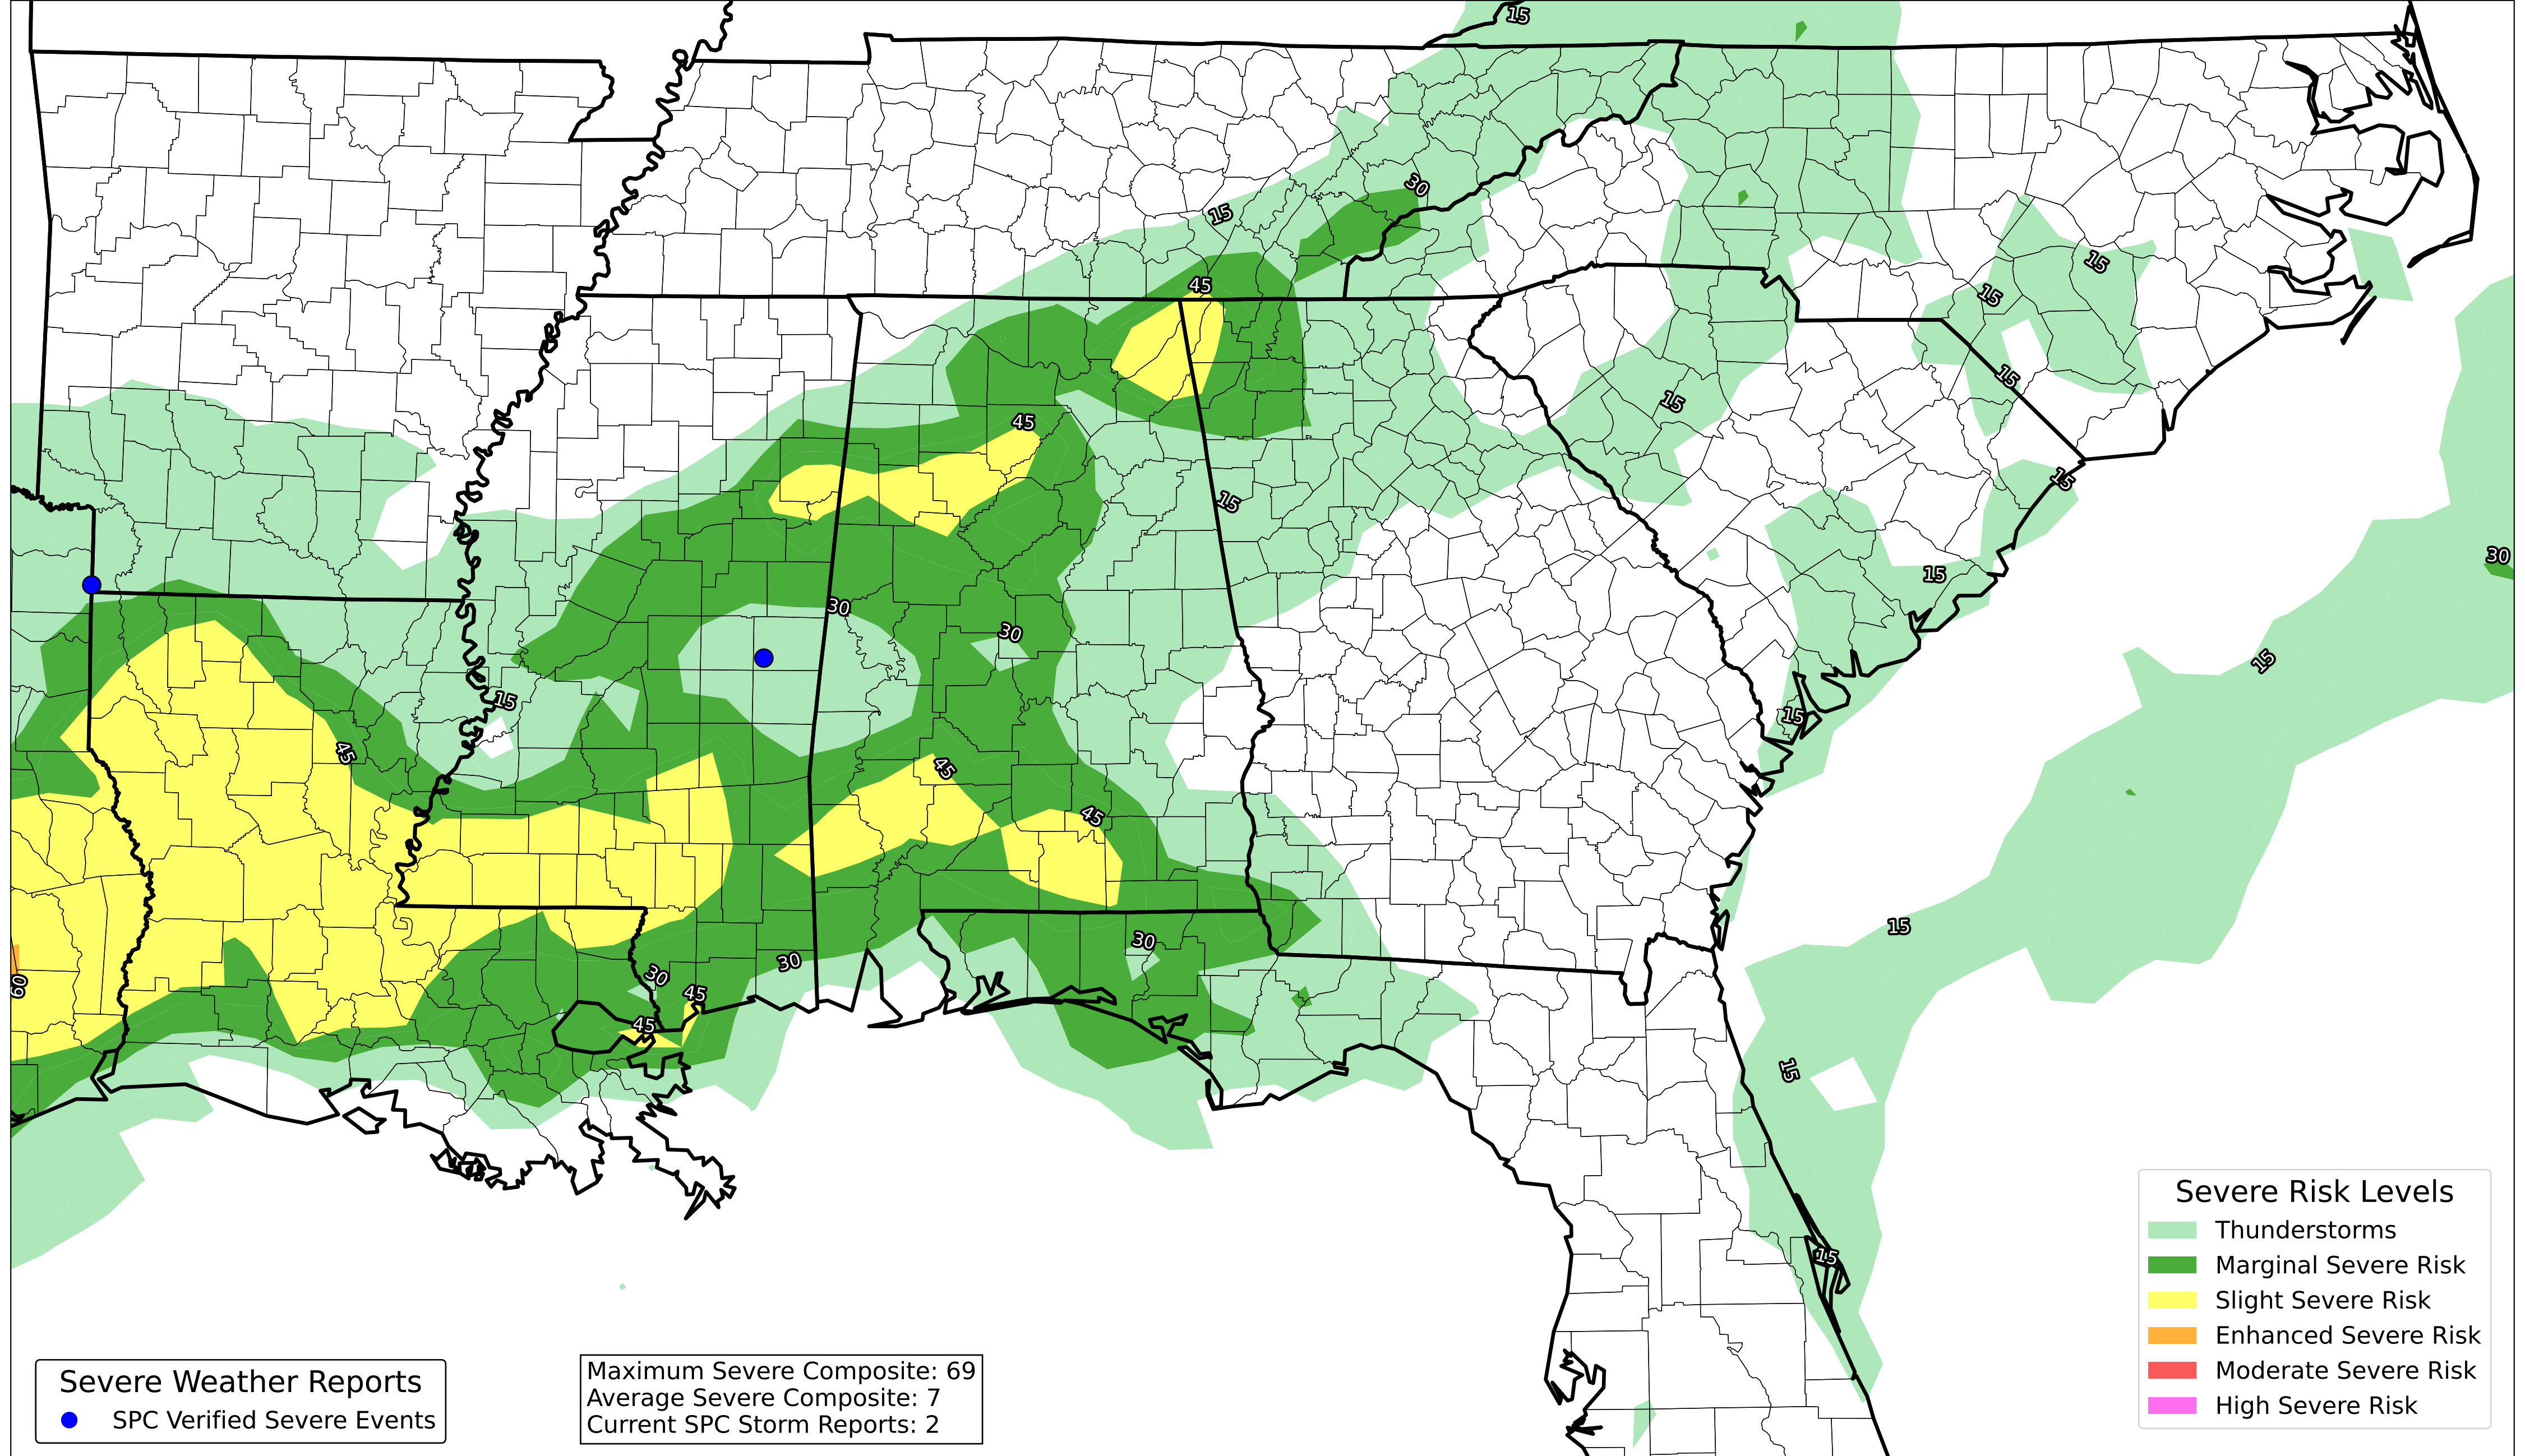 15
30
15
45
15
15
15
15
45
15
15
30
15
30
30
15
15
15
45
45
45
15
30
30
30
60
45
45
15
15
Severe Risk Levels
Thunderstorms
Marginal Severe Risk
Slight Severe Risk
Enhanced Severe Risk
Moderate Severe Risk
High Severe Risk
Severe Weather Reports
SPC Verified Severe Events
Maximum Severe Composite: 69
Average Severe Composite: 7
Current SPC Storm Reports: 2